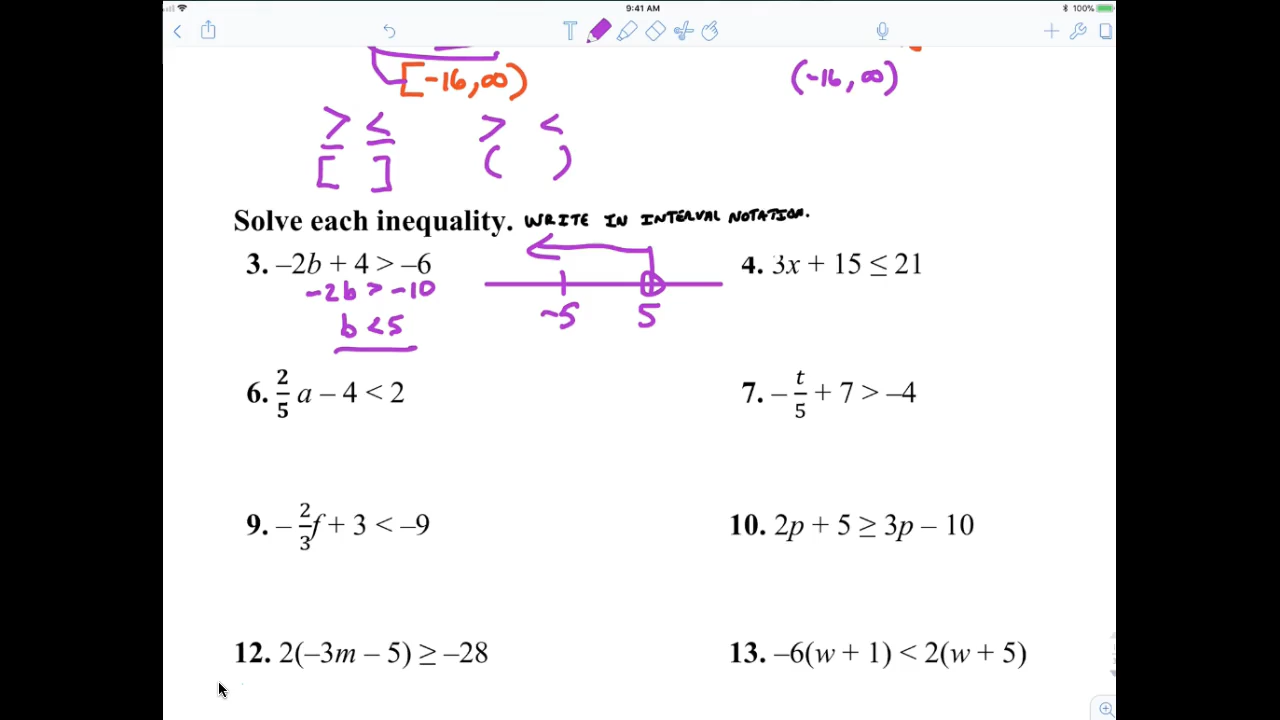 9:41 AM 100%
[-16, ∞) (-16, ∞)
≥ ≤ > <
[ ] ( )
Solve each inequality. WRITE IN INTERVAL NOTATION.
3. –2b + 4 > –6
-2b > -10
b < 5
-5 5
4. 3x + 15 ≤ 21
6. 2/5 a – 4 < 2
7. – t/5 + 7 > –4
9. – 2/3 f + 3 < –9
10. 2p + 5 ≥ 3p – 10
12. 2(–3m – 5) ≥ –28
13. –6(w + 1) < 2(w + 5)